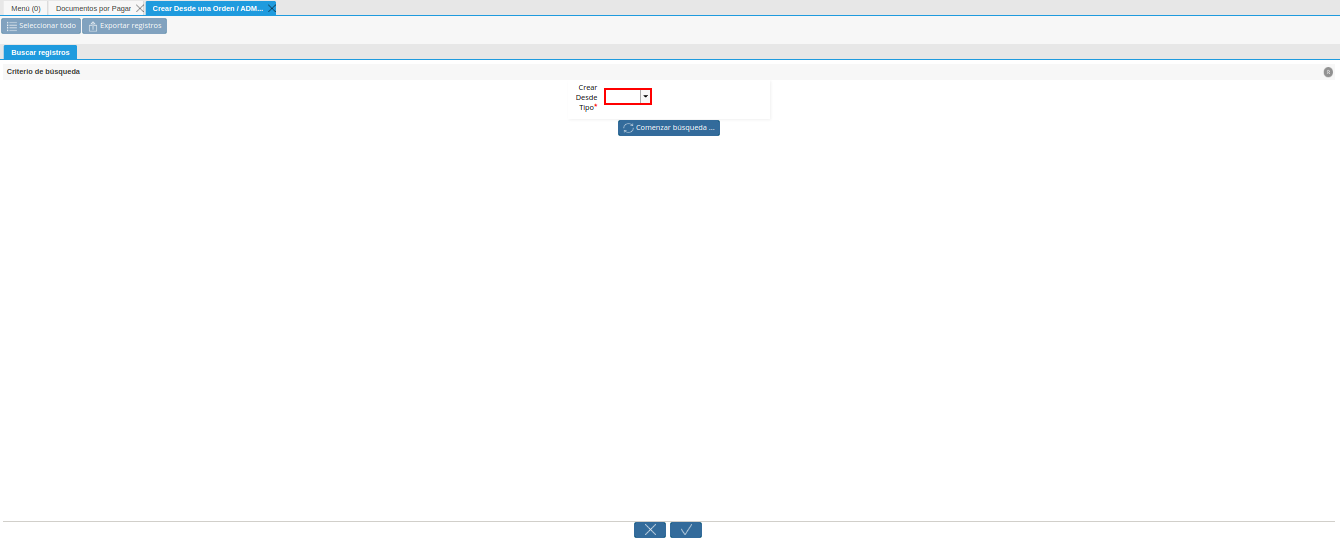 Menú (0)
Documentos por Pagar
Crear Desde una Orden / ADM...
Seleccionar todo
Exportar registros
Buscar registros
Criterio de búsqueda
0
Crear
Desde
Tipo*
Comenzar búsqueda ...